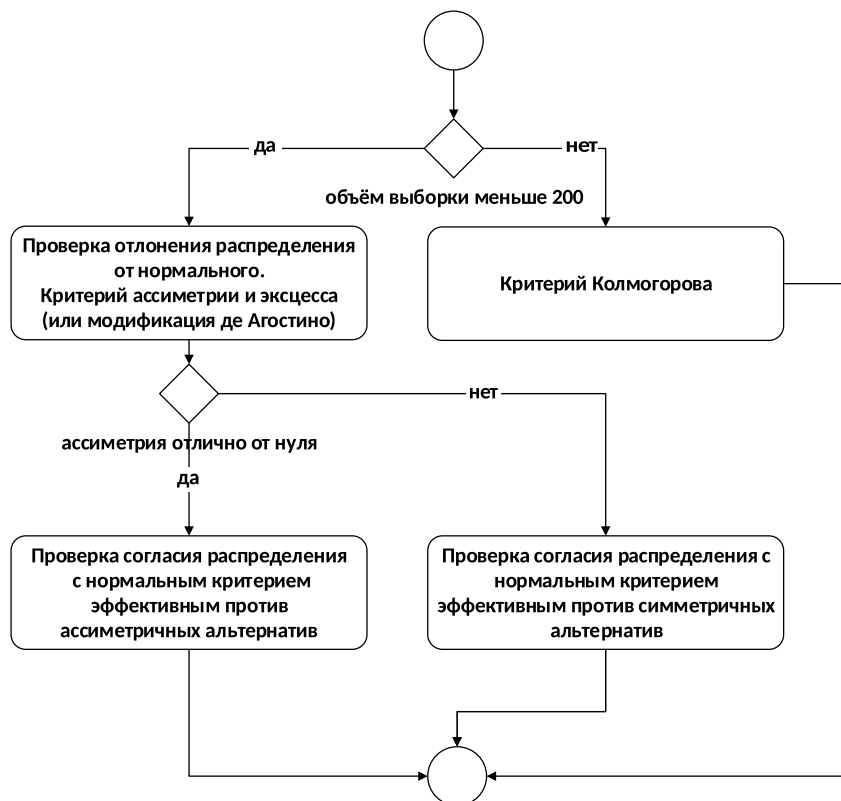 да
нет
объём выборки меньше 200
Проверка отлонения распределения
от нормального.
Критерий ассиметрии и эксцесса
(или модификация де Агостино)
Критерий Колмогорова
нет
ассиметрия отлично от нуля
да
Проверка согласия распределения
с нормальным критерием
эффективным против
ассиметричных альтернатив
Проверка согласия распределения с
нормальным критерием
эффективным против симметричных
альтернатив